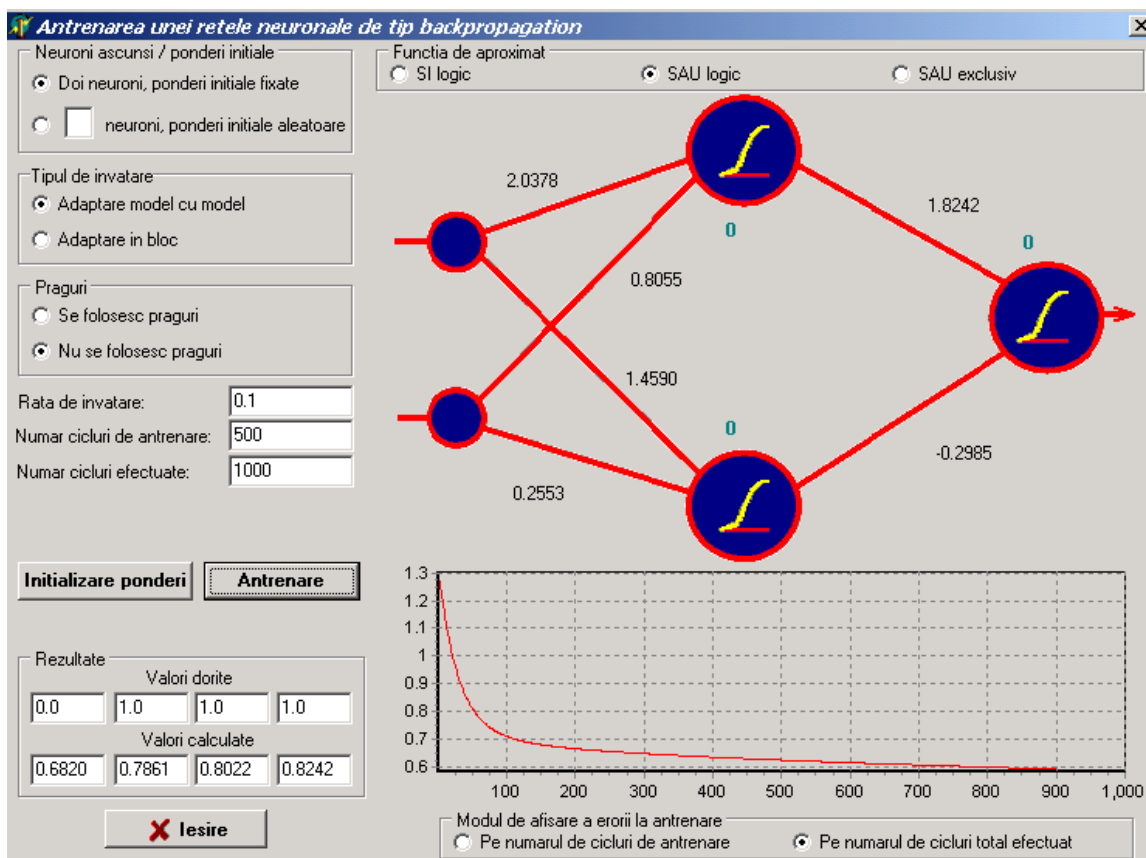 Antrenarea unei retele neuronale de tip backpropagation
Neuroni ascunsi / ponderi initiale
Doi neuroni, ponderi initiale fixate
neuroni, ponderi initiale aleatoare
Tipul de invatare
Adaptare model cu model
Adaptare in bloc
Praguri
Se folosesc praguri
Nu se folosesc praguri
Rata de invatare: 0.1
Numar cicluri de antrenare: 500
Numar cicluri efectuate: 1000
Initializare ponderi Antrenare
Rezultate
Valori dorite
0.0 1.0 1.0 1.0
Valori calculate
0.6820 0.7861 0.8022 0.8242
Iesire
Functia de aproximat
SI logic SAU logic SAU exclusiv
2.0378
1.8242
0
0
0.8055
1.4590
0
-0.2985
0.2553
1.3
1.2
1.1
1
0.9
0.8
0.7
0.6
100 200 300 400 500 600 700 800 900 1,000
Modul de afisare a erorii la antrenare
Pe numarul de cicluri de antrenare Pe numarul de cicluri total efectuat